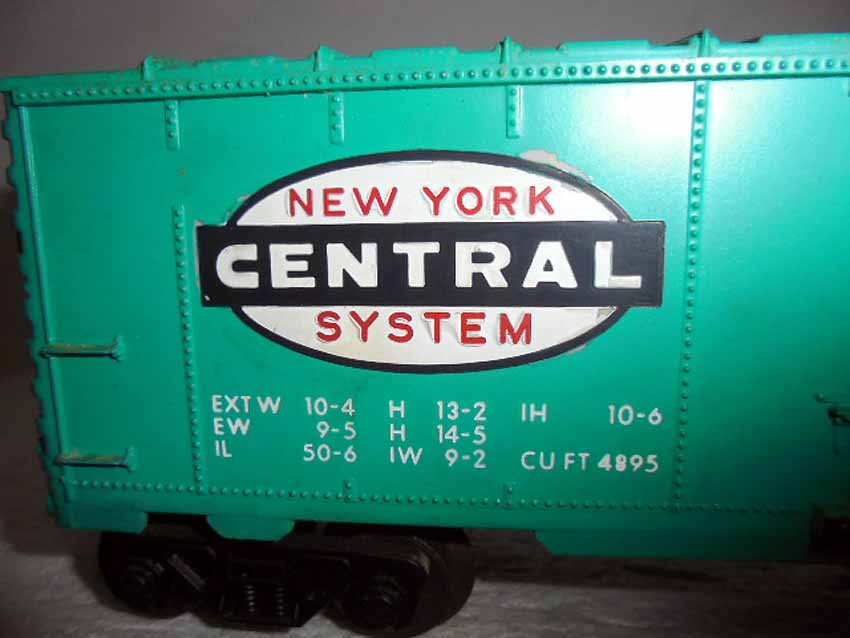 NEW YORK
CENTRAL
SYSTEM
EXT W 10-4 H 13-2 IH 10-6
EW 9-5 H 14-5
IL 50-6 IW 9-2 CU FT 4895